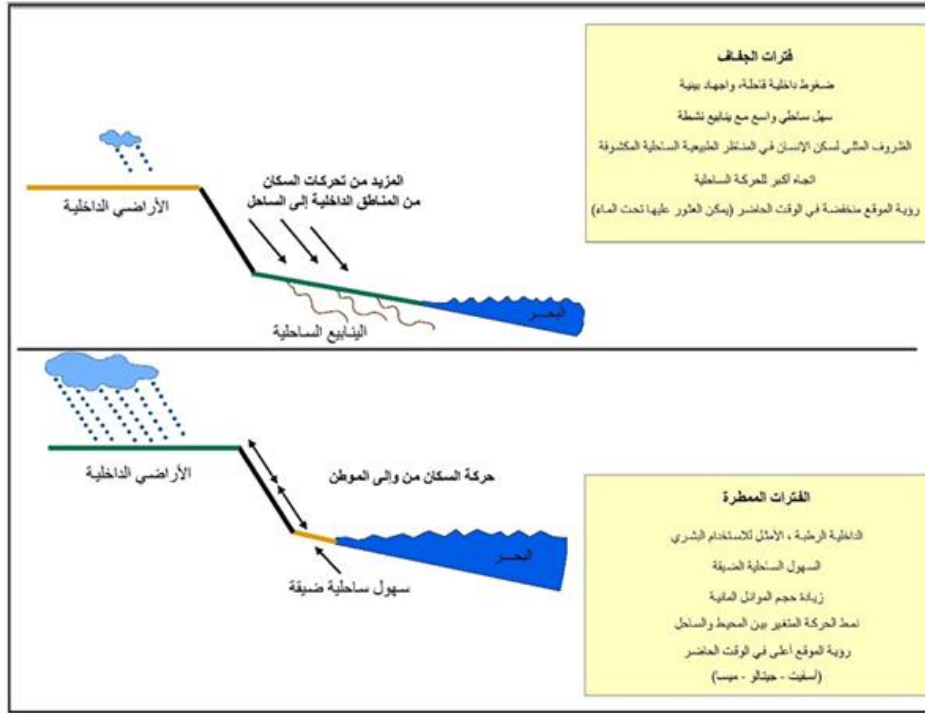 فترات الجفاف
ضغوط داخلية قاحلة، واجهاد بيئية
سهل ساحلي واسع مع ينابيع نشطة
الظروف المثلى لسكن الإنسان في المناظر الطبيعية الساحلية المكشوفة
اتجاه أكبر للحركة الساحلية
رؤية الموقع منخفضة في الوقت الحاضر (يمكن العثور عليها تحت الماء)
المزيد من تحركات السكان
من المناطق الداخلية إلى الساحل
الأراضي الداخلية
البحر
الينابيع الساحلية
الأراضي الداخلية
حركة السكان من وإلى الموطن
البحر
سهول ساحلية ضيقة
الفترات الممطرة
الداخلية الرطبة ، الأمثل للاستخدام البشري
السهول الساحلية الضيقة
زيادة حجم الموائل المائية
نمط الحركة المتغير بين المحيط والساحل
رؤية الموقع أعلى في الوقت الحاضر
(أسفيت - جيتالو - ميسا)